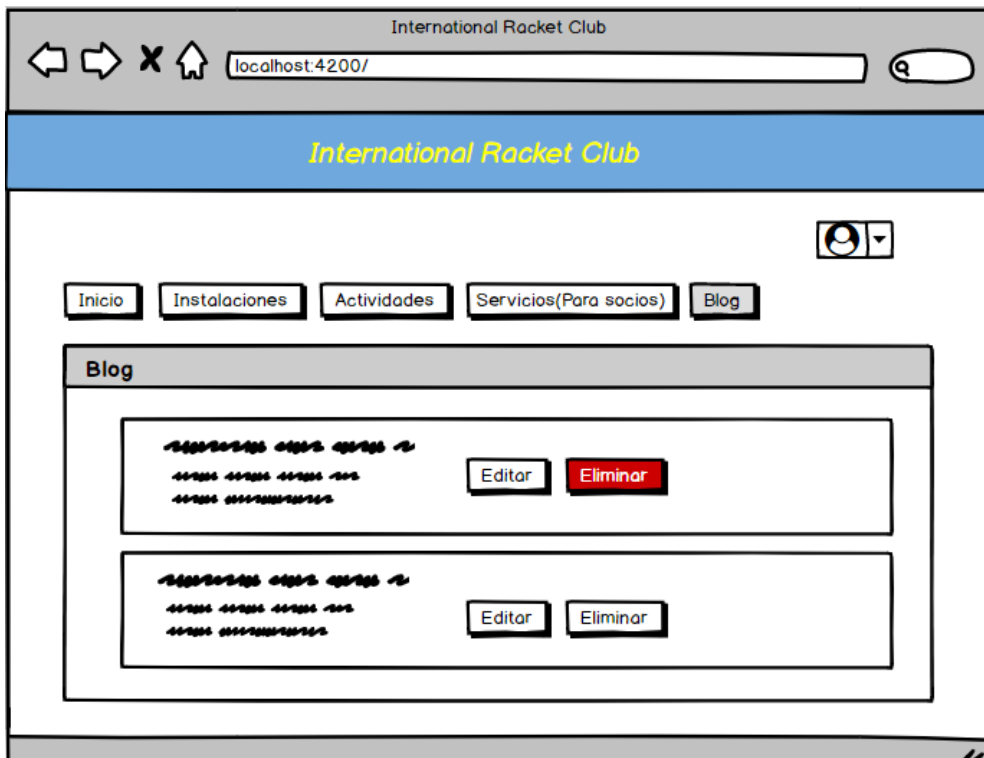 International Racket Club
localhost:4200/
International Racket Club
Inicio Instalaciones Actividades Servicios(Para socios) Blog
Blog
Editar Eliminar
Editar Eliminar